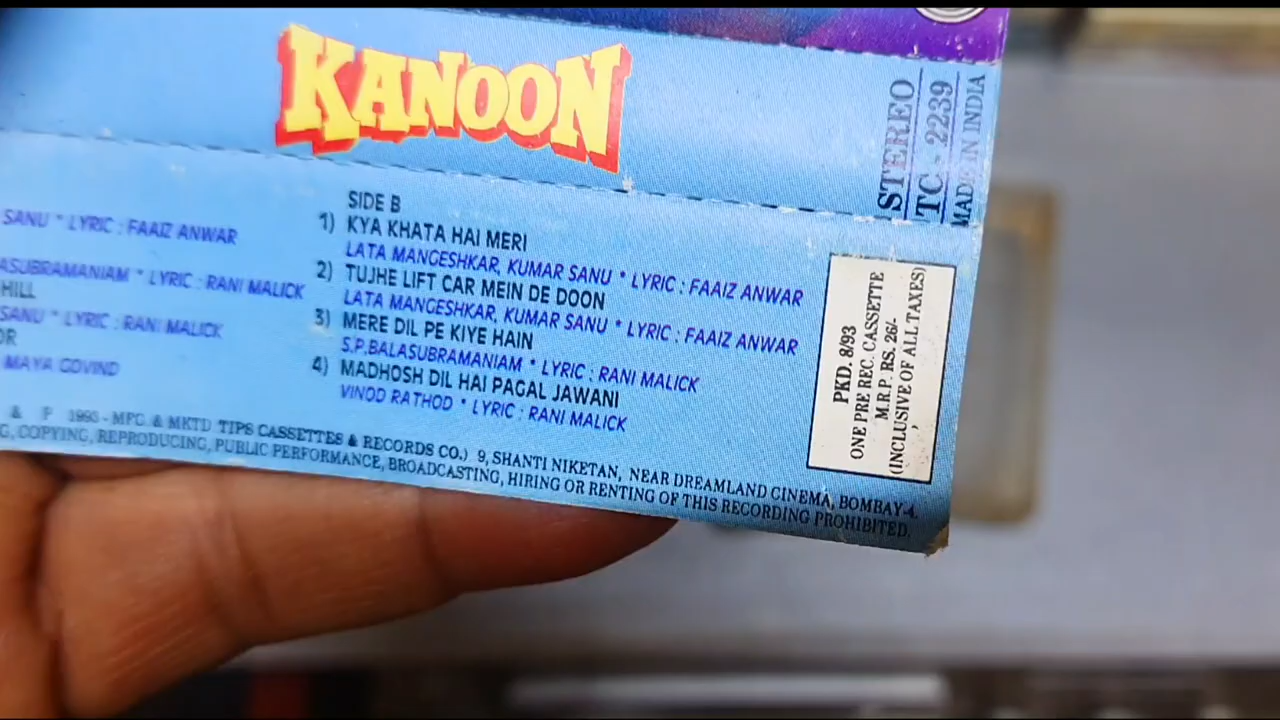 KANOON
STEREO
TC - 2239
MADE IN INDIA
SANU * LYRIC : FAAIZ ANWAR
ASUBRAMANIAM * LYRIC : RANI MALICK
HILL
SANU * LYRIC : RANI MALICK
OR
MAYA GOVIND
SIDE B
1) KYA KHATA HAI MERI
LATA MANGESHKAR, KUMAR SANU * LYRIC : FAAIZ ANWAR
2) TUJHE LIFT CAR MEIN DE DOON
LATA MANGESHKAR, KUMAR SANU * LYRIC : FAAIZ ANWAR
3) MERE DIL PE KIYE HAIN
S.P.BALASUBRAMANIAM * LYRIC : RANI MALICK
4) MADHOSH DIL HAI PAGAL JAWANI
VINOD RATHOD * LYRIC : RANI MALICK
PKD. 8/93
ONE PRE REC. CASSETTE
M.R.P. RS. 26/-
(INCLUSIVE OF ALL TAXES)
& P 1993 - MFG. & MKTD TIPS CASSETTES & RECORDS CO.) 9, SHANTI NIKETAN, NEAR DREAMLAND CINEMA, BOMBAY-4.
G, COPYING, REPRODUCING, PUBLIC PERFORMANCE, BROADCASTING, HIRING OR RENTING OF THIS RECORDING PROHIBITED.